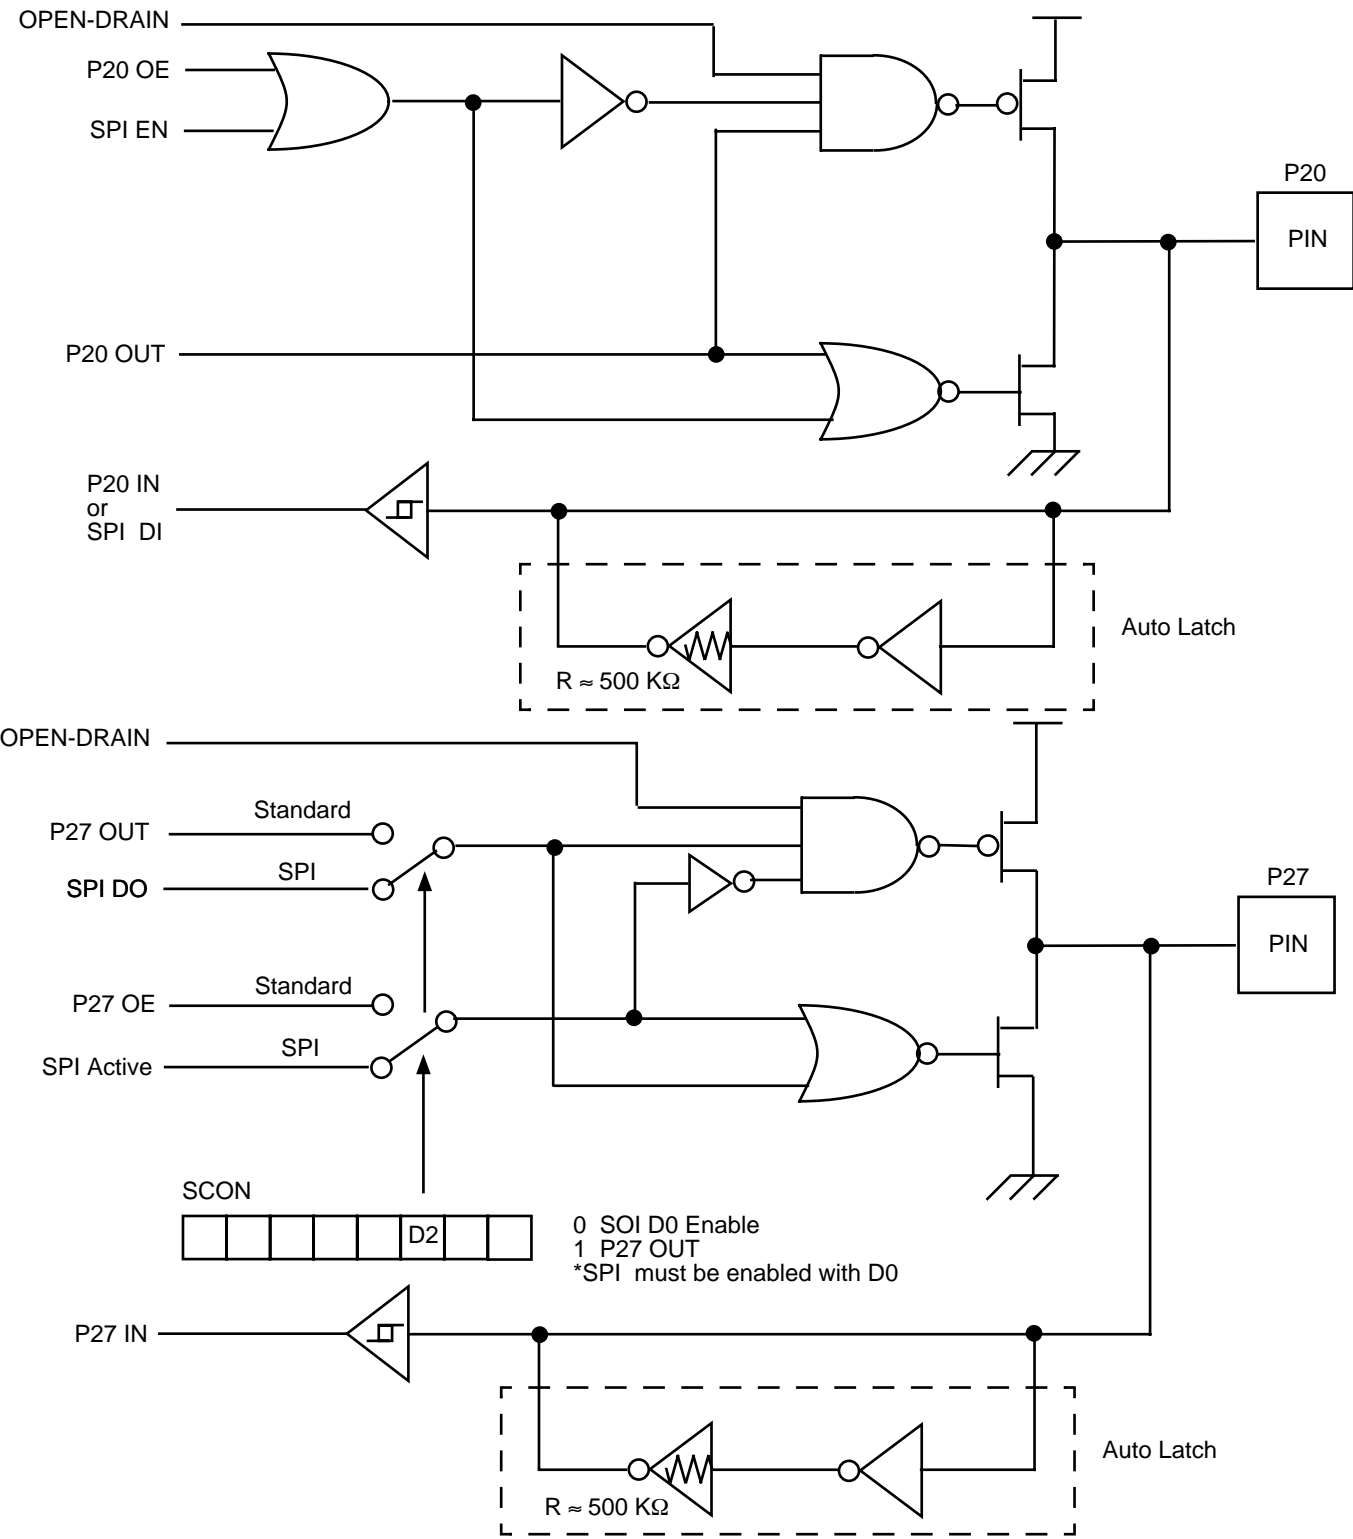 OPEN-DRAIN
P20 OE
SPI EN
P20
PIN
P20 OUT
P20 IN
or
SPI DI
Auto Latch
R ≈ 500 KΩ
OPEN-DRAIN
Standard
P27 OUT
SPI
SPI DO
P27
PIN
Standard
P27 OE
SPI
SPI Active
SCON
D2
0 SOI D0 Enable
1 P27 OUT
*SPI must be enabled with D0
P27 IN
Auto Latch
R ≈ 500 KΩ